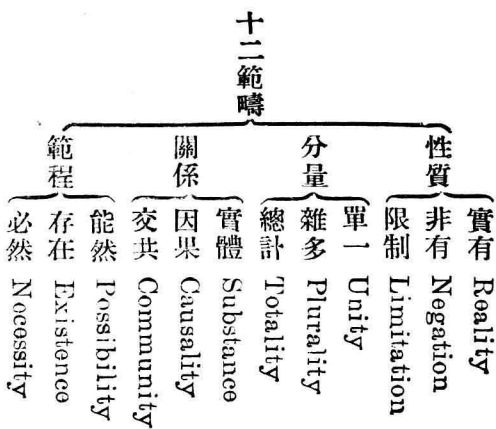 十二範疇
性質
實有 Reality
非有 Negation
限制 Limitation
分量
單一 Unity
雜多 Plurality
總計 Totality
關係
實體 Substance
因果 Causality
交共 Community
範程
能然 Possibility
存在 Existence
必然 Necessity